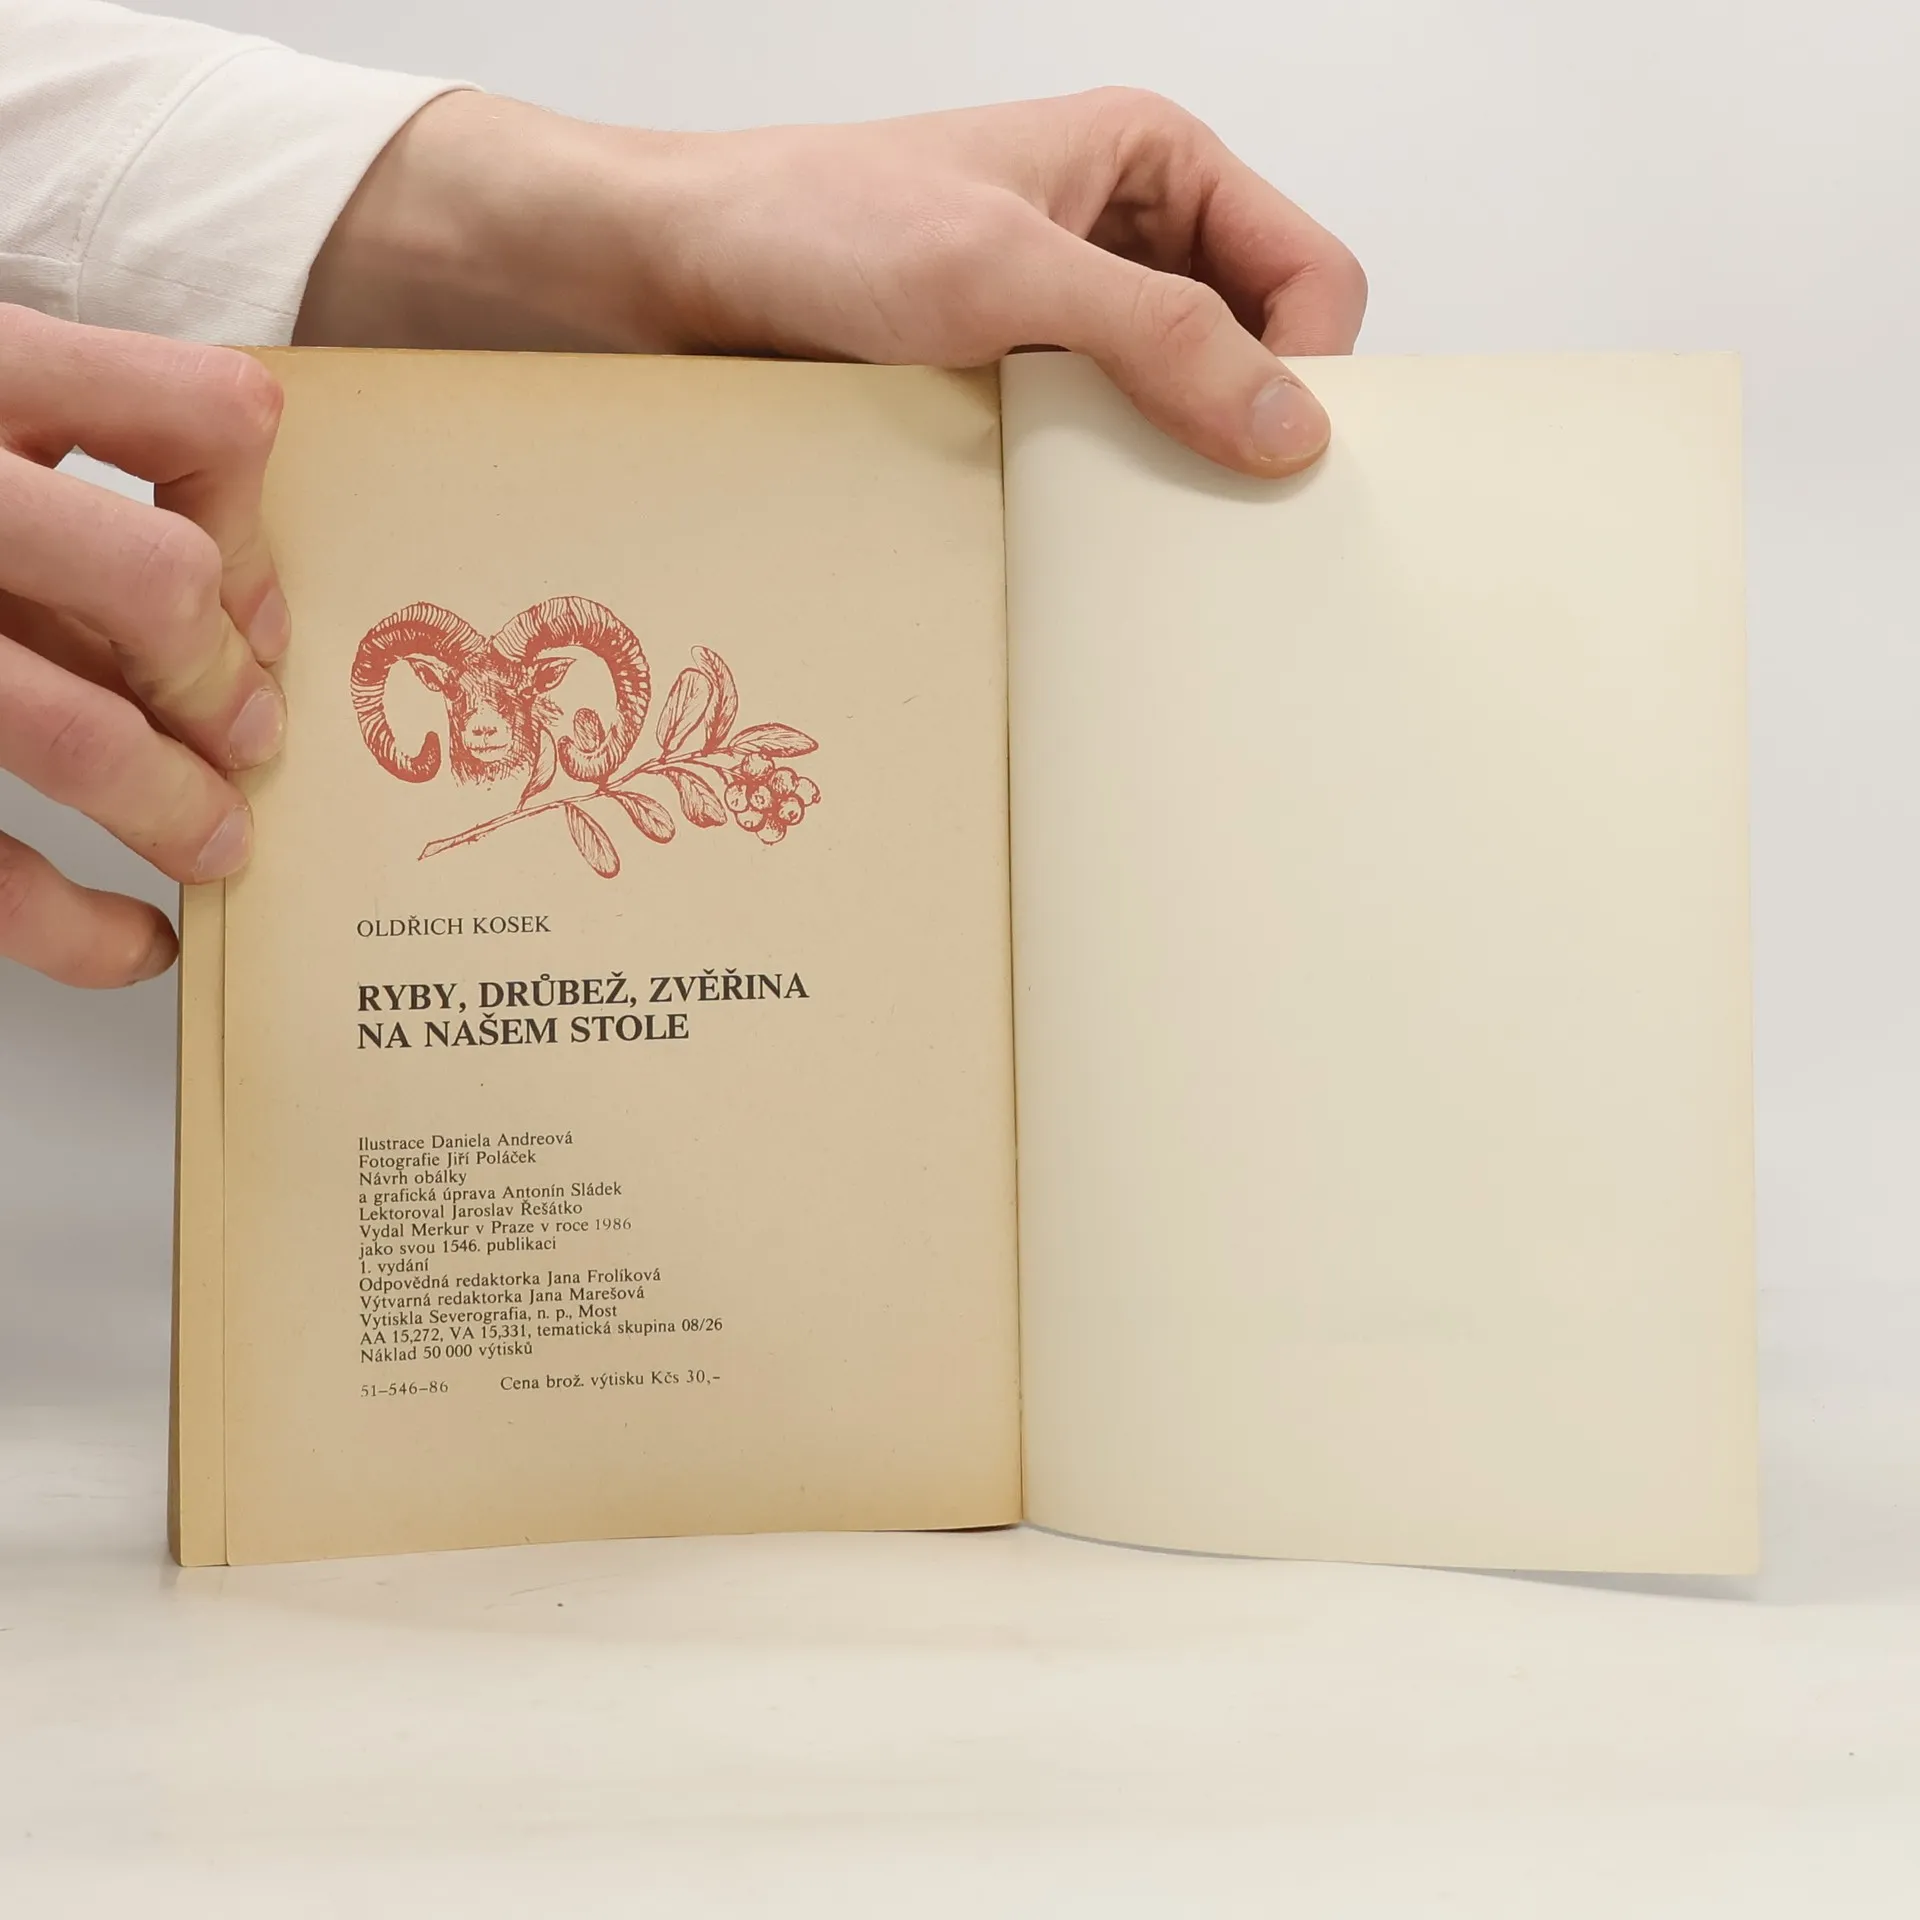 OLDŘICH KOSEK
RYBY, DRŮBEŽ, ZVĚŘINA
NA NAŠEM STOLE
Ilustrace Daniela Andreová
Fotografie Jiří Poláček
Návrh obálky
a grafická úprava Antonín Sládek
Lektoroval Jaroslav Řešátko
Vydal Merkur v Praze v roce 1986
jako svou 1546. publikaci
1. vydání
Odpovědná redaktorka Jana Frolíková
Výtvarná redaktorka Jana Marešová
Vytiskla Severografia, n. p., Most
AA 15,272, VA 15,331, tematická skupina 08/26
Náklad 50 000 výtisků
51–546–86 Cena brož. výtisku Kčs 30,–